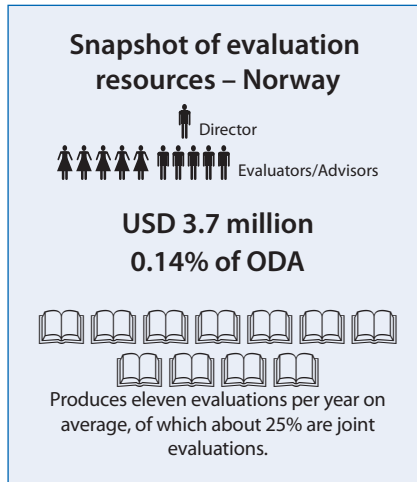 Snapshot of evaluation
resources – Norway
Director
Evaluators/Advisors
USD 3.7 million
0.14% of ODA
Produces eleven evaluations per year on
average, of which about 25% are joint
evaluations.